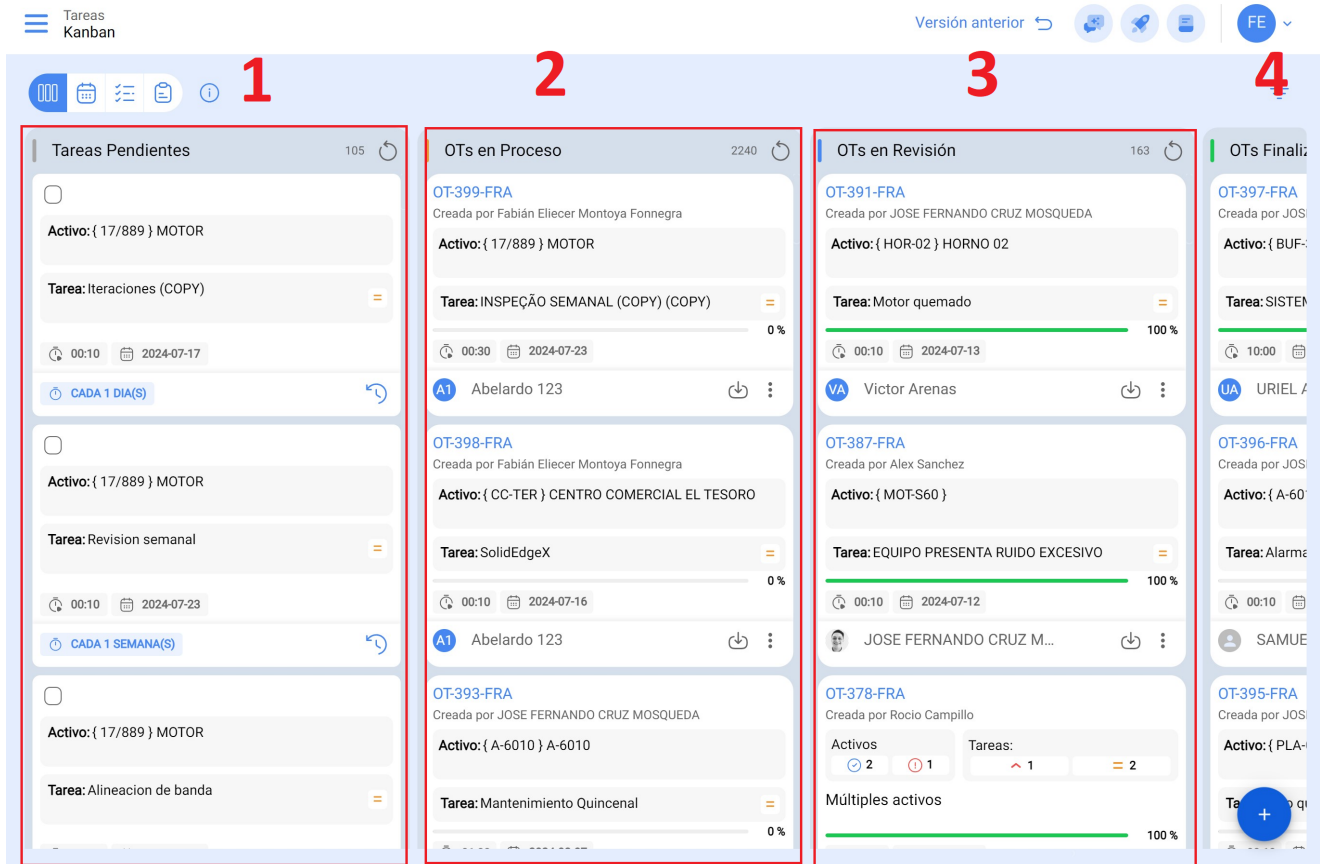 Tareas
Kanban
Versión anterior
FE
1
2
3
4
Tareas Pendientes 105
Activo: { 17/889 } MOTOR
Tarea: Iteraciones (COPY)
=
00:10 2024-07-17
CADA 1 DIA(S)
Activo: { 17/889 } MOTOR
Tarea: Revision semanal
=
00:10 2024-07-23
CADA 1 SEMANA(S)
Activo: { 17/889 } MOTOR
Tarea: Alineacion de banda
=
OTs en Proceso 2240
OT-399-FRA
Creada por Fabián Eliecer Montoya Fonnegra
Activo: { 17/889 } MOTOR
Tarea: INSPEÇÃO SEMANAL (COPY) (COPY) =
0 %
00:30 2024-07-23
A1 Abelardo 123
OT-398-FRA
Creada por Fabián Eliecer Montoya Fonnegra
Activo: { CC-TER } CENTRO COMERCIAL EL TESORO
Tarea: SolidEdgeX =
0 %
00:10 2024-07-16
A1 Abelardo 123
OT-393-FRA
Creada por JOSE FERNANDO CRUZ MOSQUEDA
Activo: { A-6010 } A-6010
Tarea: Mantenimiento Quincenal =
0 %
OTs en Revisión 163
OT-391-FRA
Creada por JOSE FERNANDO CRUZ MOSQUEDA
Activo: { HOR-02 } HORNO 02
Tarea: Motor quemado =
100 %
00:10 2024-07-13
VA Victor Arenas
OT-387-FRA
Creada por Alex Sanchez
Activo: { MOT-S60 }
Tarea: EQUIPO PRESENTA RUIDO EXCESIVO =
100 %
00:10 2024-07-12
JOSE FERNANDO CRUZ M...
OT-378-FRA
Creada por Rocio Campillo
Activos Tareas:
2 1 1 = 2
Múltiples activos
100 %
OTs Finaliz
OT-397-FRA
Creada por JOS
Activo: { BUF-
Tarea: SISTE
10:00
UA URIEL
OT-396-FRA
Creada por JOS
Activo: { A-60
Tarea: Alarma
00:10
SAMUE
OT-395-FRA
Creada por JOS
Activo: { PLA-
+